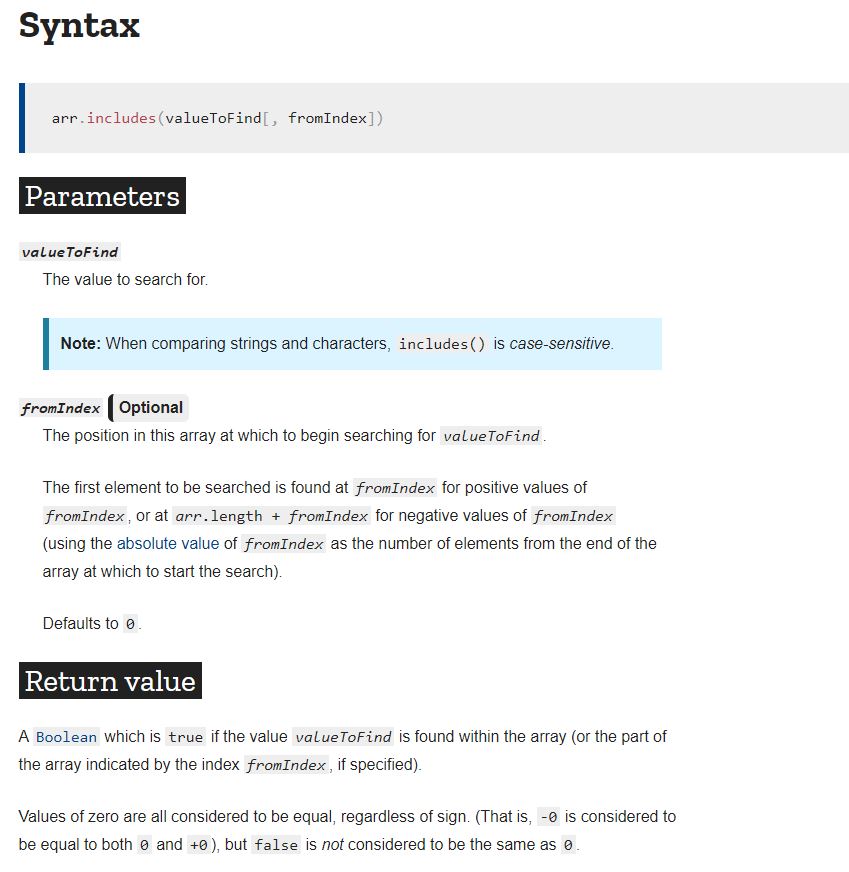 Syntax
arr.includes(valueToFind[, fromIndex])
Parameters
valueToFind
The value to search for.
Note: When comparing strings and characters, includes() is case-sensitive.
fromIndex Optional
The position in this array at which to begin searching for valueToFind.
The first element to be searched is found at fromIndex for positive values of
fromIndex, or at arr.length + fromIndex for negative values of fromIndex
(using the absolute value of fromIndex as the number of elements from the end of the
array at which to start the search).
Defaults to 0.
Return value
A Boolean which is true if the value valueToFind is found within the array (or the part of
the array indicated by the index fromIndex, if specified).
Values of zero are all considered to be equal, regardless of sign. (That is, -0 is considered to
be equal to both 0 and +0), but false is not considered to be the same as 0.